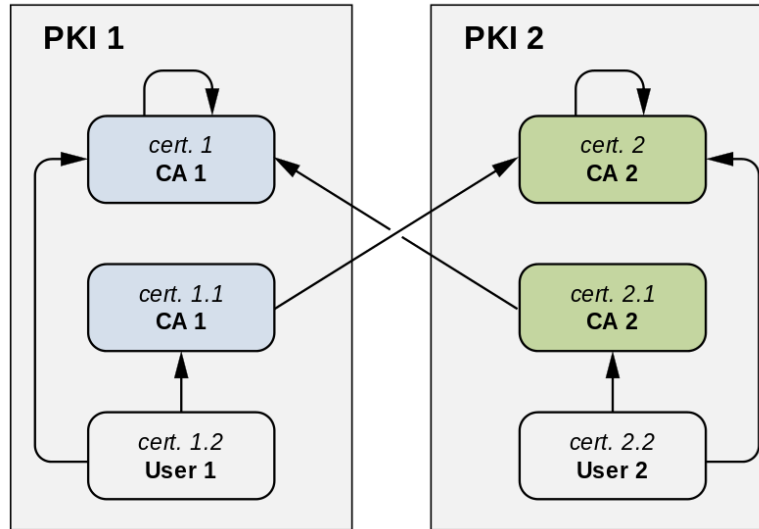 PKI 1
cert. 1
CA 1
cert. 1.1
CA 1
cert. 1.2
User 1
PKI 2
cert. 2
CA 2
cert. 2.1
CA 2
cert. 2.2
User 2